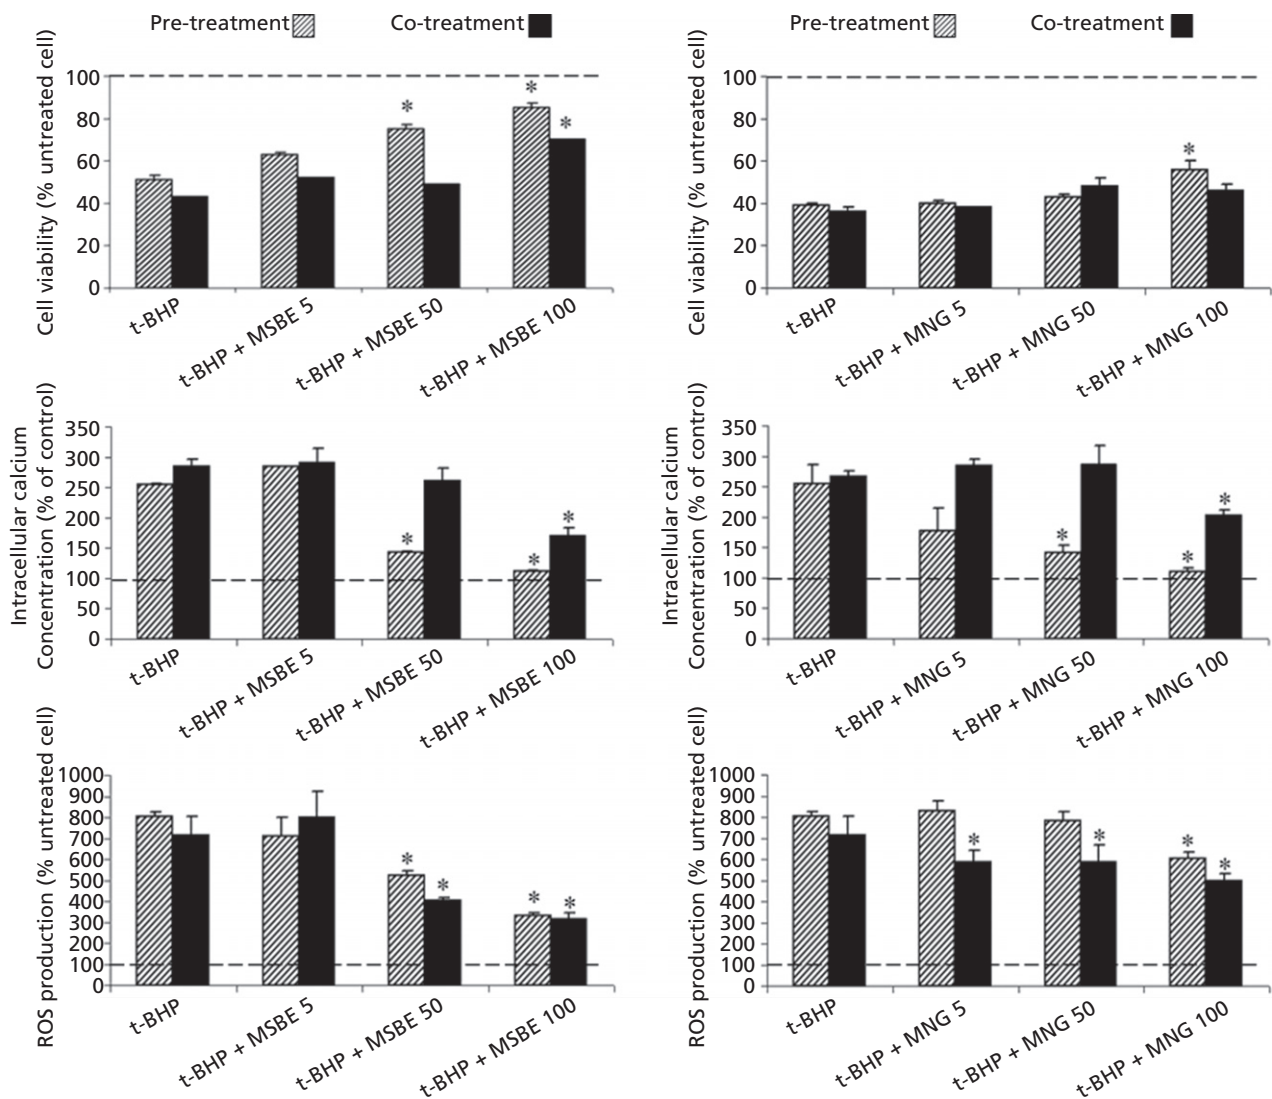 Pre-treatment Co-treatment
Cell viability (% untreated cell)
100
80
60
40
20
0
* * *
t-BHP
t-BHP + MSBE 5
t-BHP + MSBE 50
t-BHP + MSBE 100
Pre-treatment Co-treatment
Cell viability (% untreated cell)
100
80
60
40
20
0
*
t-BHP
t-BHP + MNG 5
t-BHP + MNG 50
t-BHP + MNG 100
Intracellular calcium
Concentration (% of control)
350
300
250
200
150
100
50
0
* * *
t-BHP
t-BHP + MSBE 5
t-BHP + MSBE 50
t-BHP + MSBE 100
Intracellular calcium
Concentration (% of control)
350
300
250
200
150
100
50
0
* * *
t-BHP
t-BHP + MNG 5
t-BHP + MNG 50
t-BHP + MNG 100
ROS production (% untreated cell)
1000
900
800
700
600
500
400
300
200
100
0
* * * *
t-BHP
t-BHP + MSBE 5
t-BHP + MSBE 50
t-BHP + MSBE 100
ROS production (% untreated cell)
1000
900
800
700
600
500
400
300
200
100
0
* * * *
t-BHP
t-BHP + MNG 5
t-BHP + MNG 50
t-BHP + MNG 100